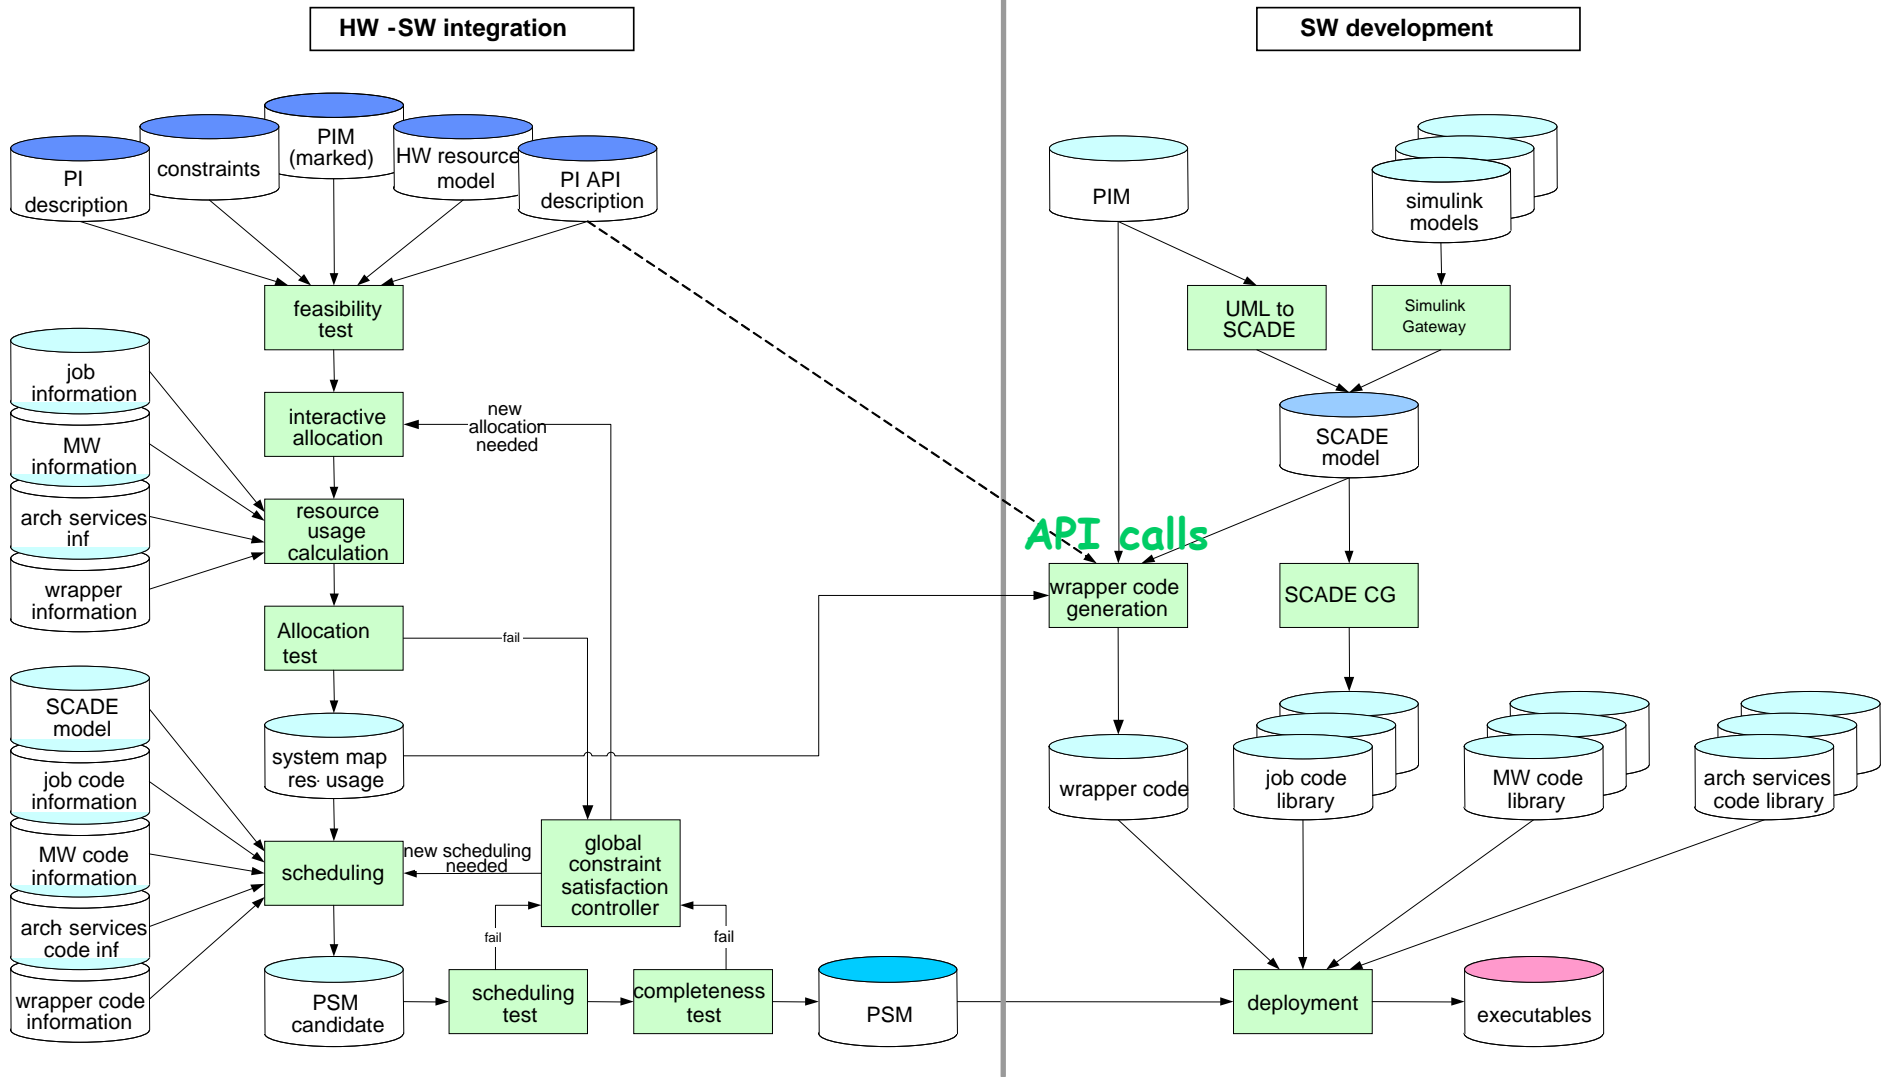 HW -SW integration
SW development
PI
description
constraints
PIM
(marked)
HW resource
model
PI API
description
PIM
simulink
models
feasibility
test
UML to
SCADE
Simulink
Gateway
job
information
MW
information
arch services
inf
wrapper
information
interactive
allocation
new
allocation
needed
SCADE
model
resource
usage
calculation
API calls
wrapper code
generation
SCADE CG
Allocation
test
fail
SCADE
model
job code
information
MW code
information
arch services
code inf
wrapper code
information
system map
res. usage
wrapper code
job code
library
MW code
library
arch services
code library
scheduling
new scheduling
needed
global
constraint
satisfaction
controller
fail
fail
PSM
candidate
scheduling
test
completeness
test
PSM
deployment
executables